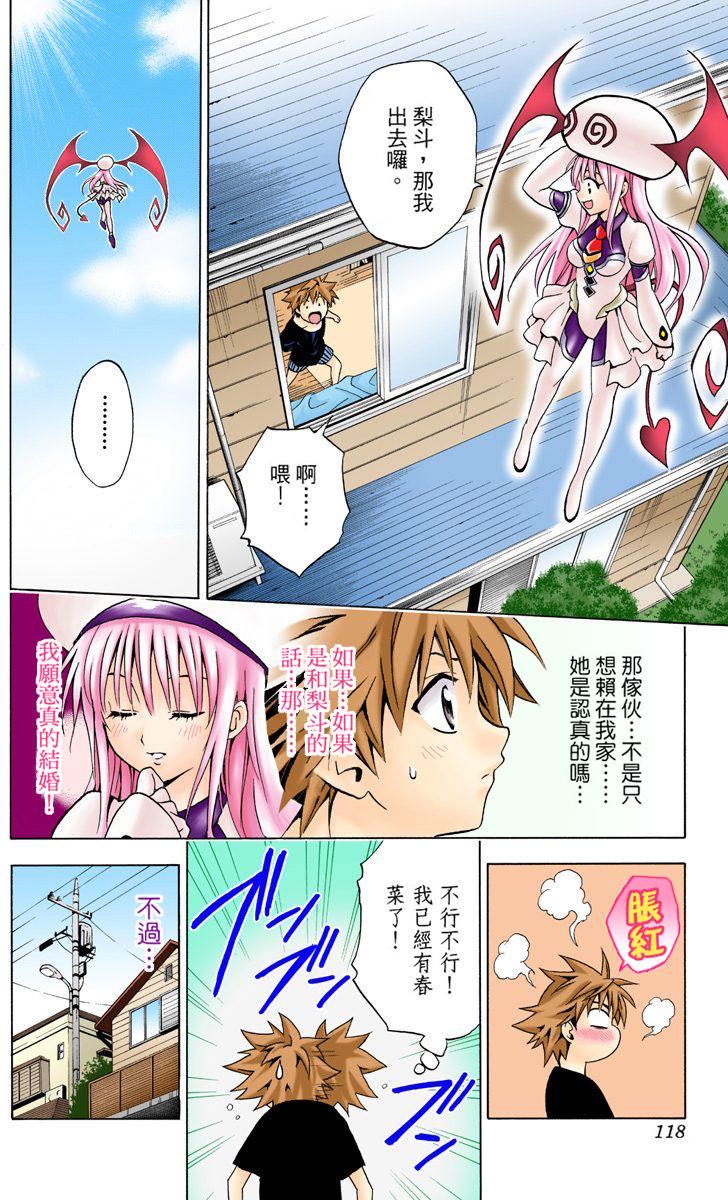 梨斗，那我
出去囉。
啊……
喂！
………
那傢伙…不是只
想賴在我家……
她是認真的嗎…
如果…如果
是和梨斗的
話…那……
我願意真的結婚！
脹紅
不行不行！
我已經有春
菜了！
ブンブン
ブンブン
不過…
118